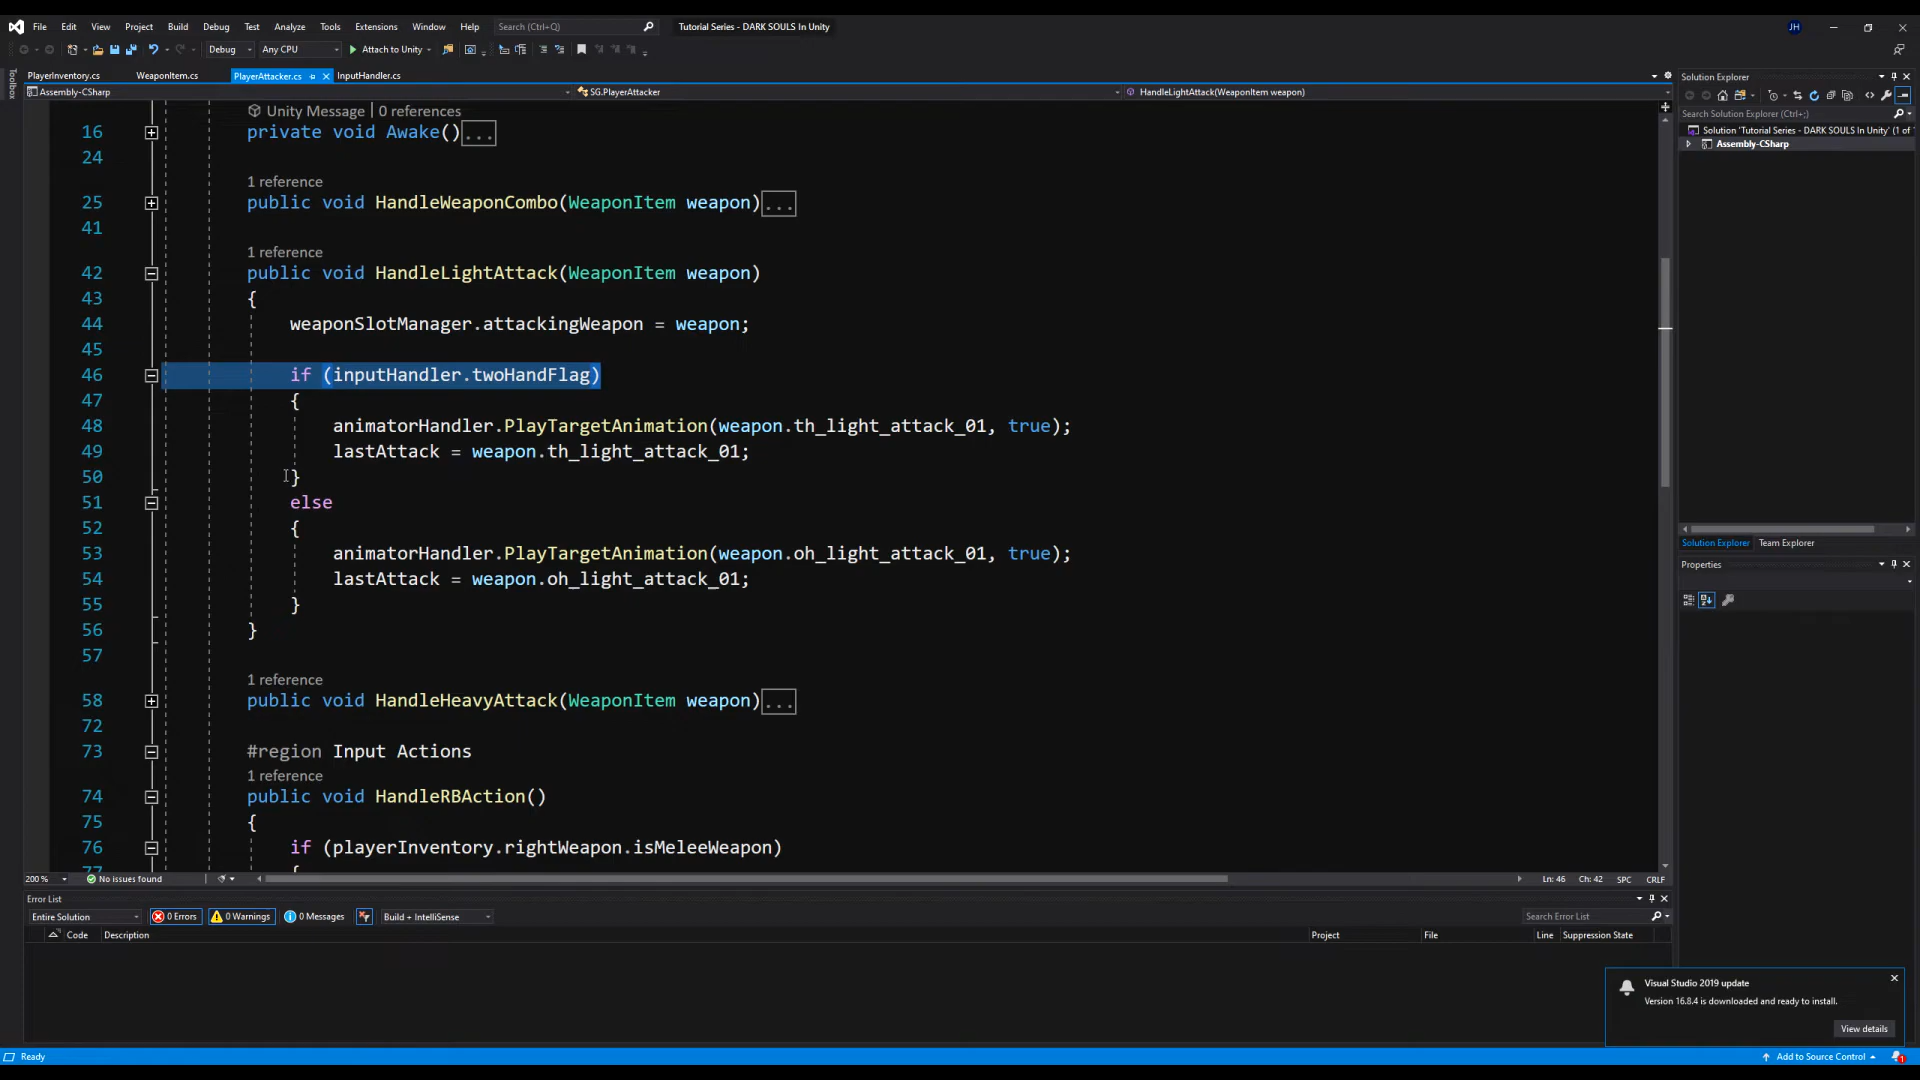 File Edit View Project Build Debug Test Analyze Tools Extensions Window Help Search (Ctrl+Q) Tutorial Series - DARK SOULS In Unity JH
Debug Any CPU Attach to Unity
PlayerInventory.cs WeaponItem.cs PlayerAttacker.cs InputHandler.cs
Toolbox
Assembly-CSharp SG.PlayerAttacker HandleLightAttack(WeaponItem weapon)
Unity Message | 0 references
16 private void Awake()...
24
1 reference
25 public void HandleWeaponCombo(WeaponItem weapon)...
41
1 reference
42 public void HandleLightAttack(WeaponItem weapon)
43 {
44 weaponSlotManager.attackingWeapon = weapon;
45
46 if (inputHandler.twoHandFlag)
47 {
48 animatorHandler.PlayTargetAnimation(weapon.th_light_attack_01, true);
49 lastAttack = weapon.th_light_attack_01;
50 }
51 else
52 {
53 animatorHandler.PlayTargetAnimation(weapon.oh_light_attack_01, true);
54 lastAttack = weapon.oh_light_attack_01;
55 }
56 }
57
1 reference
58 public void HandleHeavyAttack(WeaponItem weapon)...
72
73 #region Input Actions
1 reference
74 public void HandleRBAction()
75 {
76 if (playerInventory.rightWeapon.isMeleeWeapon)
77 {
200 % No issues found Ln: 46 Ch: 42 SPC CRLF
Error List
Entire Solution 0 Errors 0 Warnings 0 Messages Build + IntelliSense Search Error List
Code Description Project File Line Suppression State
Solution Explorer
Search Solution Explorer (Ctrl+;)
Solution 'Tutorial Series - DARK SOULS In Unity' (1 of
Assembly-CSharp
Solution Explorer Team Explorer
Properties
Visual Studio 2019 update
Version 16.8.4 is downloaded and ready to install.
View details
Ready Add to Source Control 1